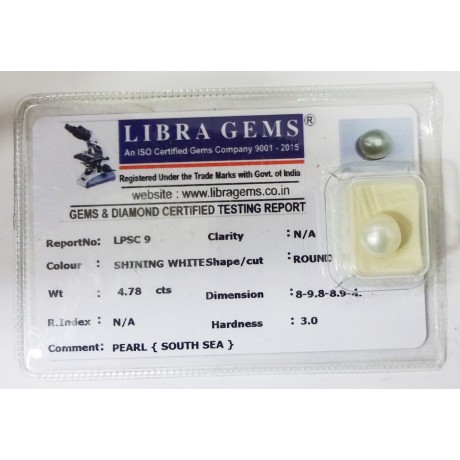 LIBRA GEMS ®
An ISO Certified Gems Company 9001 - 2015
Registered Under the Trade Marks with Govt. of India
website : www.libragems.co.in
GEMS & DIAMOND CERTIFIED TESTING REPORT
ReportNo: LPSC 9 Clarity : N/A
Colour : SHINING WHITE Shape/cut : ROUND
Wt : 4.78 cts Dimension : 8-9.8-8.9-4.
R.Index : N/A Hardness : 3.0
Comment: PEARL { SOUTH SEA }